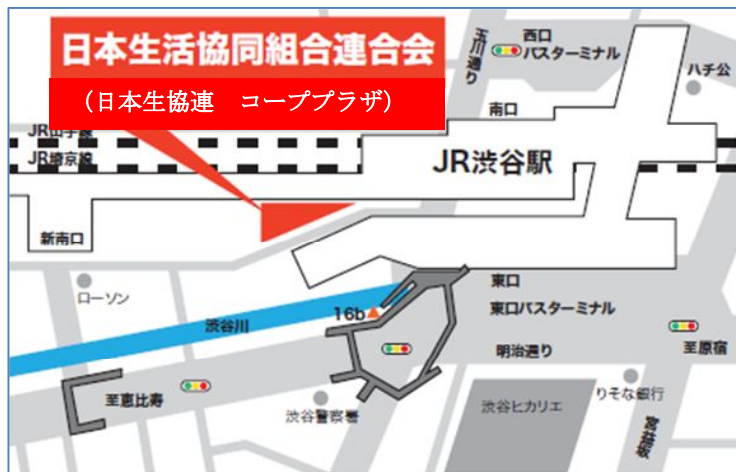 日本生活協同組合連合会
（日本生協連　コーププラザ）
玉川通り
西口
バスターミナル
ハチ公
南口
JR山手線
JR埼京線
JR渋谷駅
新南口
ローソン
渋谷川
16b
東口
東口バスターミナル
明治通り
至原宿
至恵比寿
渋谷警察署
渋谷ヒカリエ
りそな銀行
宮益坂